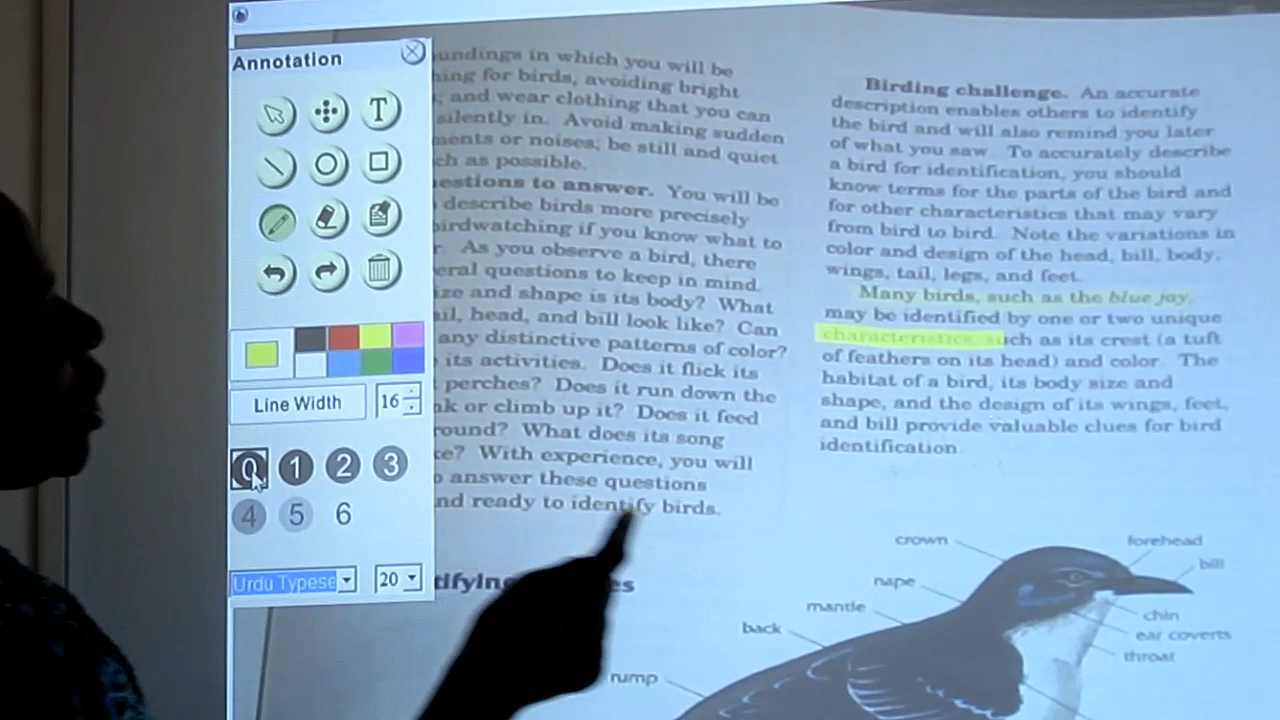 Annotation
T
Line Width
16
0 1 2 3
4 5 6
Urdu Typese
20
undings in which you will be
ing for birds, avoiding bright
; and wear clothing that you can
silently in. Avoid making sudden
ments or noises; be still and quiet
ch as possible.
estions to answer. You will be
describe birds more precisely
birdwatching if you know what to
r. As you observe a bird, there
eral questions to keep in mind.
ize and shape is its body? What
ail, head, and bill look like? Can
any distinctive patterns of color?
its activities. Does it flick its
perches? Does it run down the
nk or climb up it? Does it feed
round? What does its song
ke? With experience, you will
o answer these questions
nd ready to identify birds.
Birding challenge. An accurate
description enables others to identify
the bird and will also remind you later
of what you saw. To accurately describe
a bird for identification, you should
know terms for the parts of the bird and
for other characteristics that may vary
from bird to bird. Note the variations in
color and design of the head, bill, body,
wings, tail, legs, and feet.
Many birds, such as the blue jay,
may be identified by one or two unique
characteristics, such as its crest (a tuft
of feathers on its head) and color. The
habitat of a bird, its body size and
shape, and the design of its wings, feet,
and bill provide valuable clues for bird
identification.
crown
forehead
bill
nape
chin
mantle
ear coverts
back
throat
rump